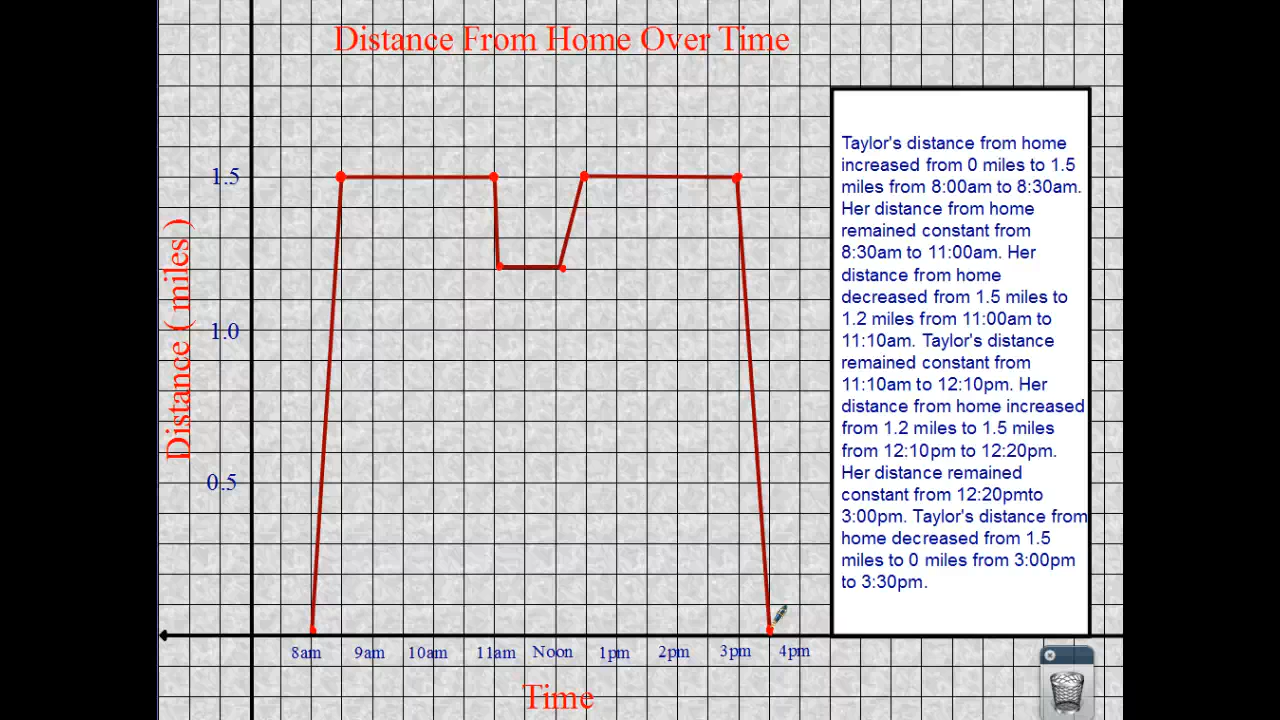 Distance From Home Over Time
Taylor's distance from home
increased from 0 miles to 1.5
miles from 8:00am to 8:30am.
Her distance from home
remained constant from
8:30am to 11:00am. Her
distance from home
decreased from 1.5 miles to
1.2 miles from 11:00am to
11:10am. Taylor's distance
remained constant from
11:10am to 12:10pm. Her
distance from home increased
from 1.2 miles to 1.5 miles
from 12:10pm to 12:20pm.
Her distance remained
constant from 12:20pmto
3:00pm. Taylor's distance from
home decreased from 1.5
miles to 0 miles from 3:00pm
to 3:30pm.
1.5
1.0
0.5
Distance ( miles )
8am 9am 10am 11am Noon 1pm 2pm 3pm 4pm
Time